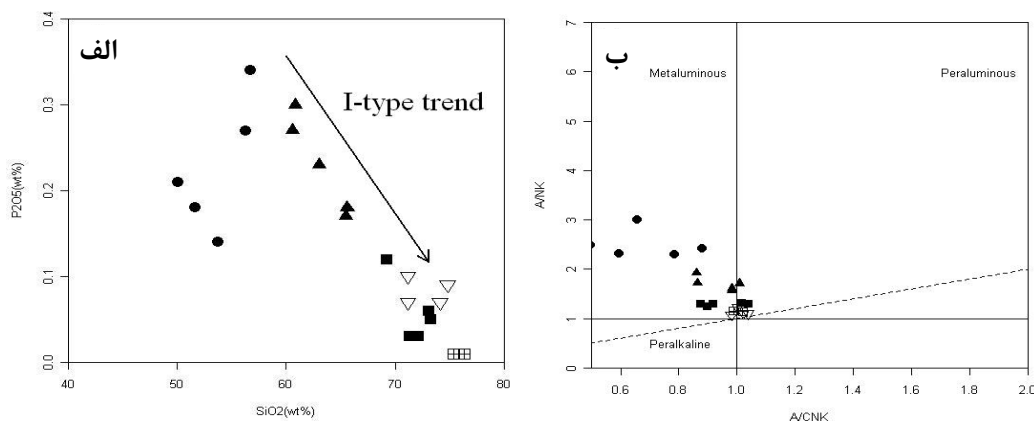 الف
I-type trend
P2O5(wt%)
0.4
0.3
0.2
0.1
0.0
40 50 60 70 80
SiO2(wt%)
ب
Metaluminous
Peraluminous
Peralkaline
A/NK
7
6
5
4
3
2
1
0
0.6 0.8 1.0 1.2 1.4 1.6 1.8 2.0
A/CNK